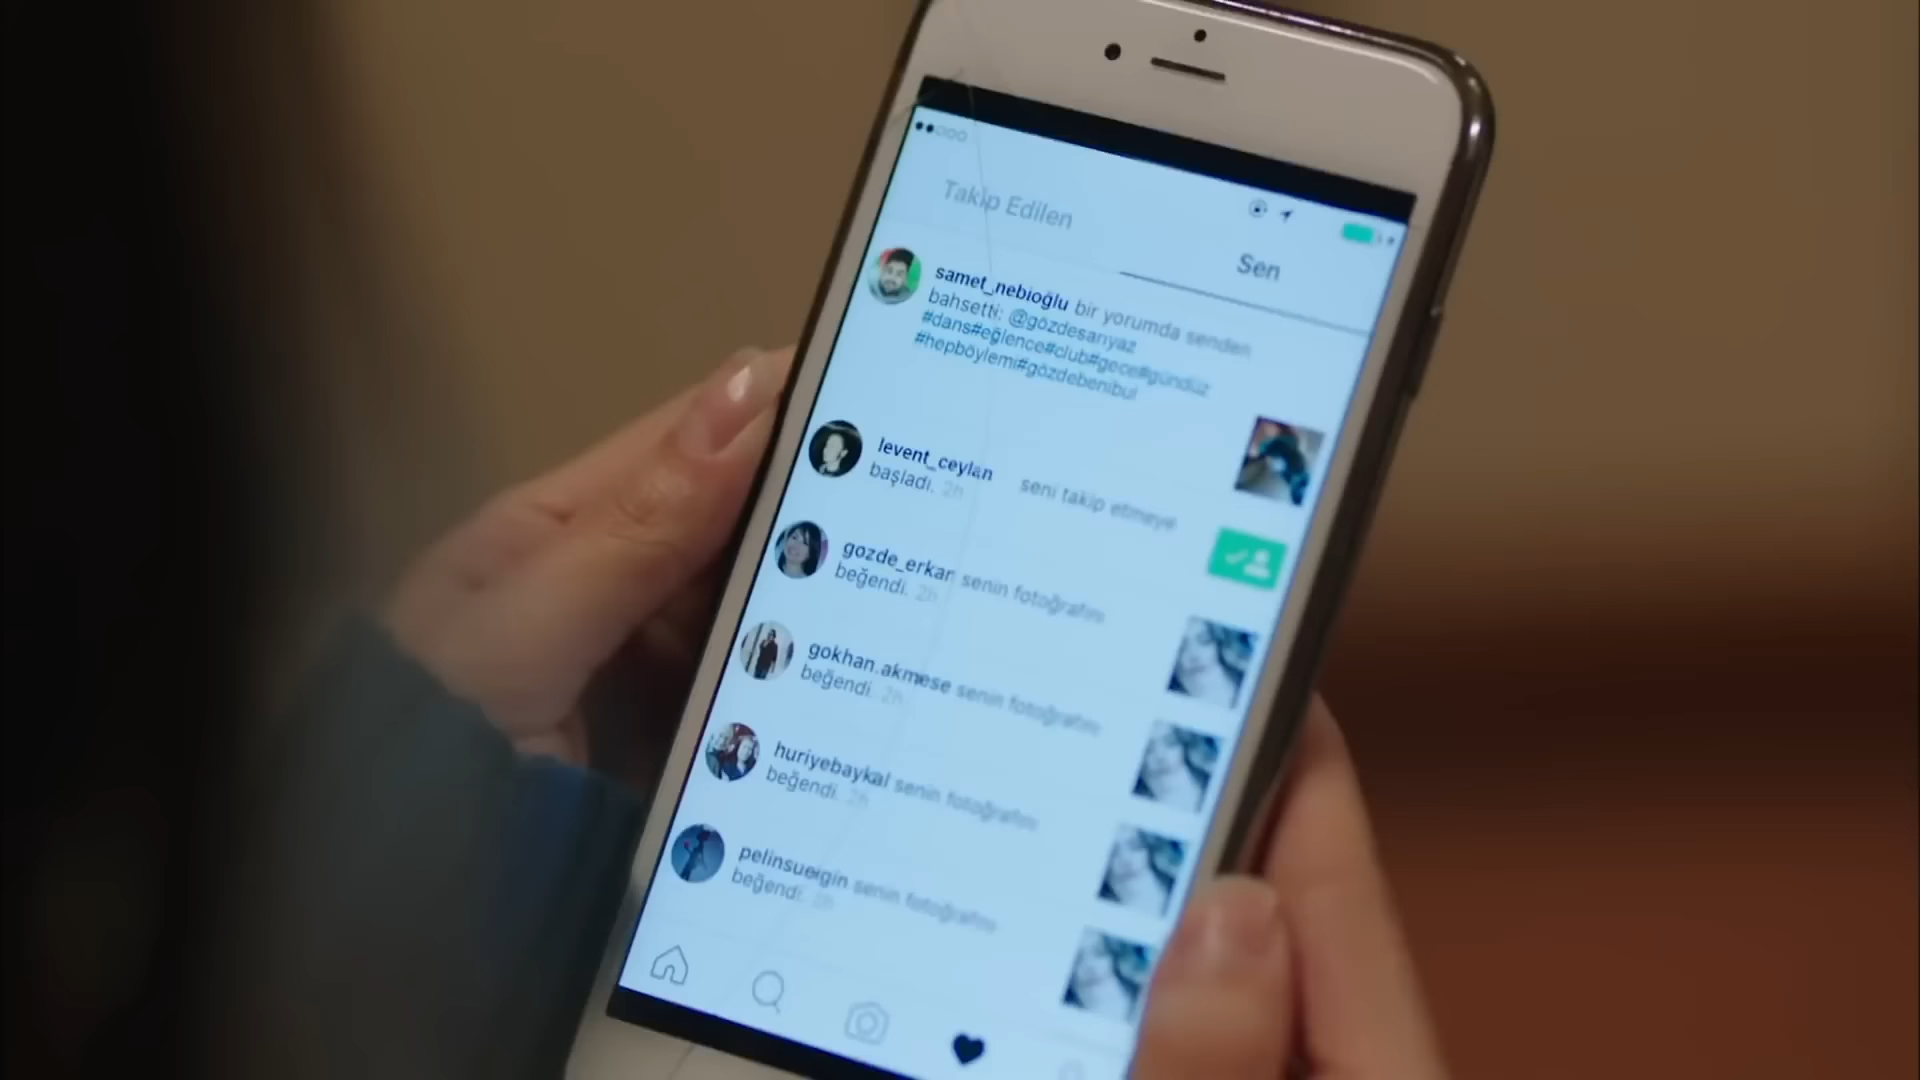 Takip Edilen
Sen
samet_nebioğlu bir yorumda senden
bahsetti: @gözdesarıyaz
#dans#eğlence#club#gece#gündüz
#hepböylemi#gözdebenibul
levent_ceylan seni takip etmeye
başladı. 2h
gozde_erkan senin fotoğrafını
beğendi. 2h
gokhan.akmese senin fotoğrafını
beğendi. 2h
huriyebaykal senin fotoğrafını
beğendi. 2h
pelinsueigin senin fotoğrafını
beğendi. 2h